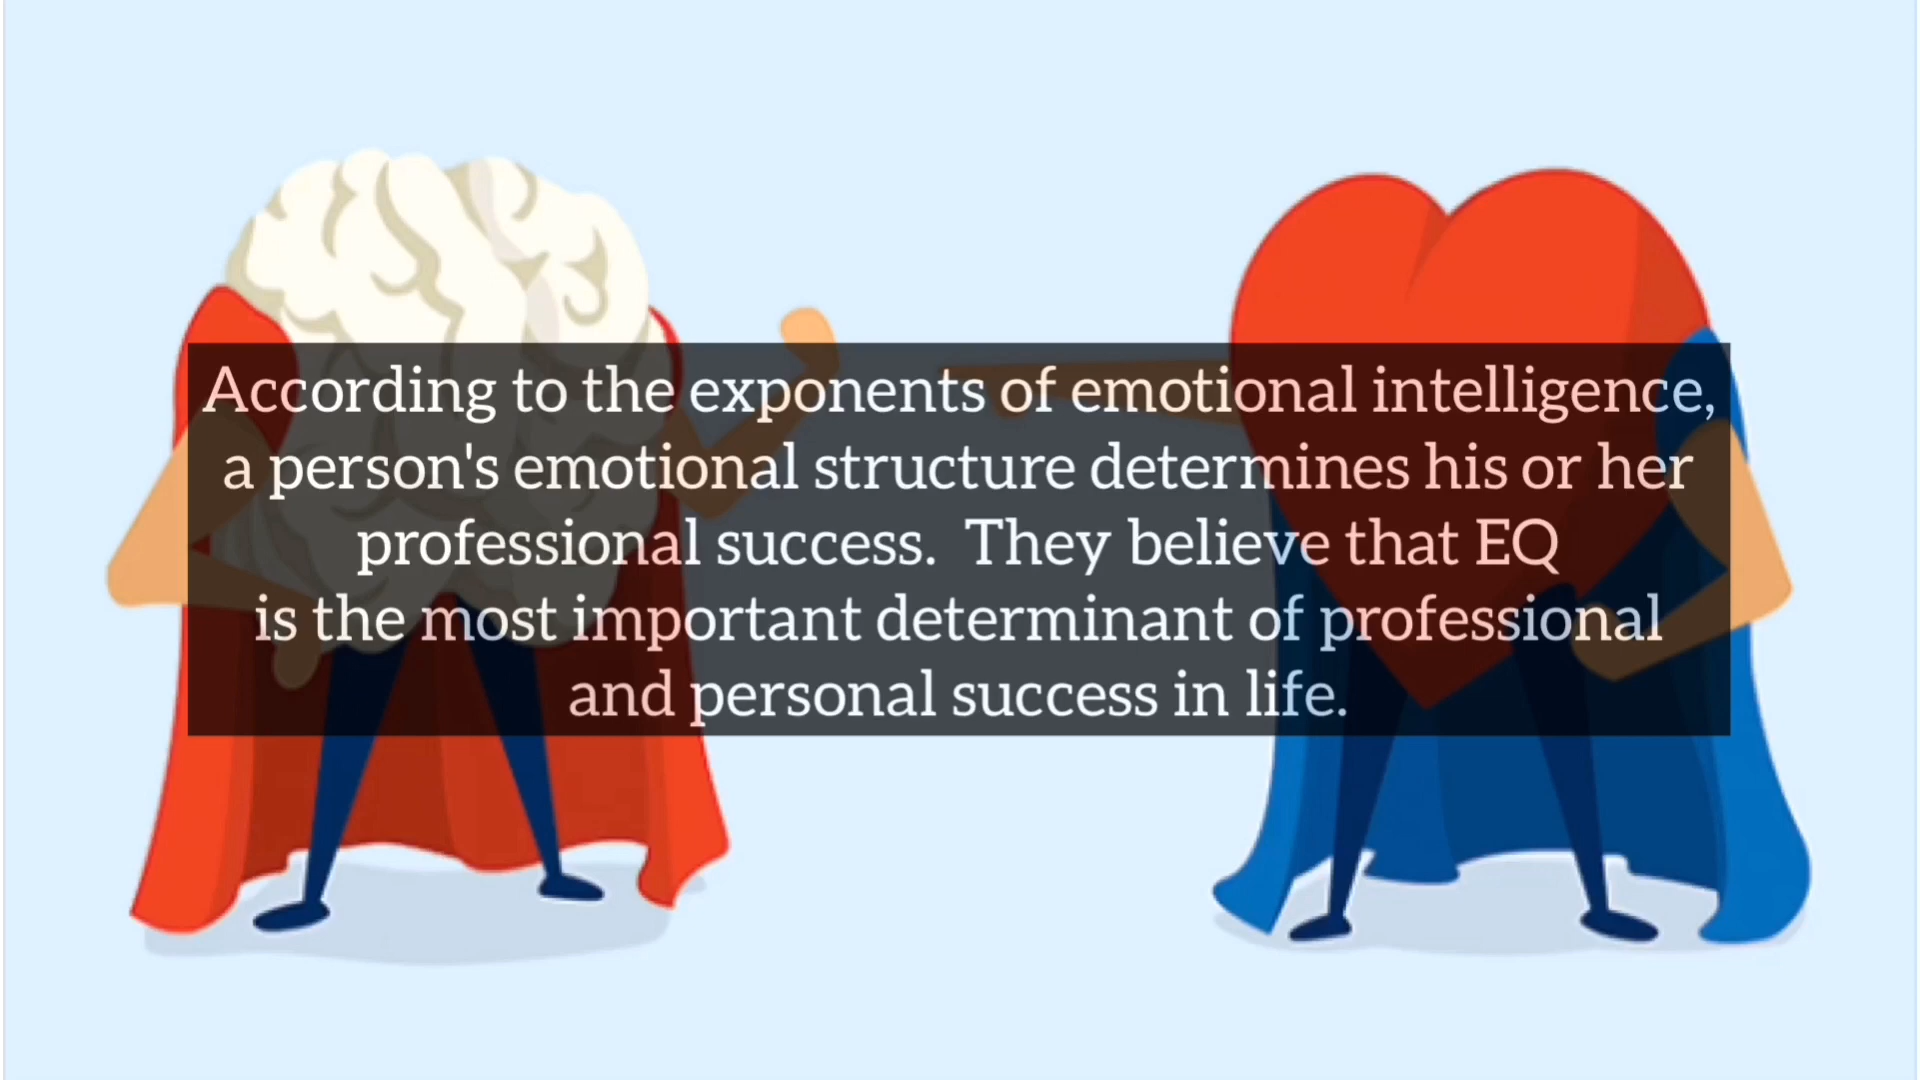 According to the exponents of emotional intelligence,
a person's emotional structure determines his or her
professional success.  They believe that EQ
is the most important determinant of professional
and personal success in life.